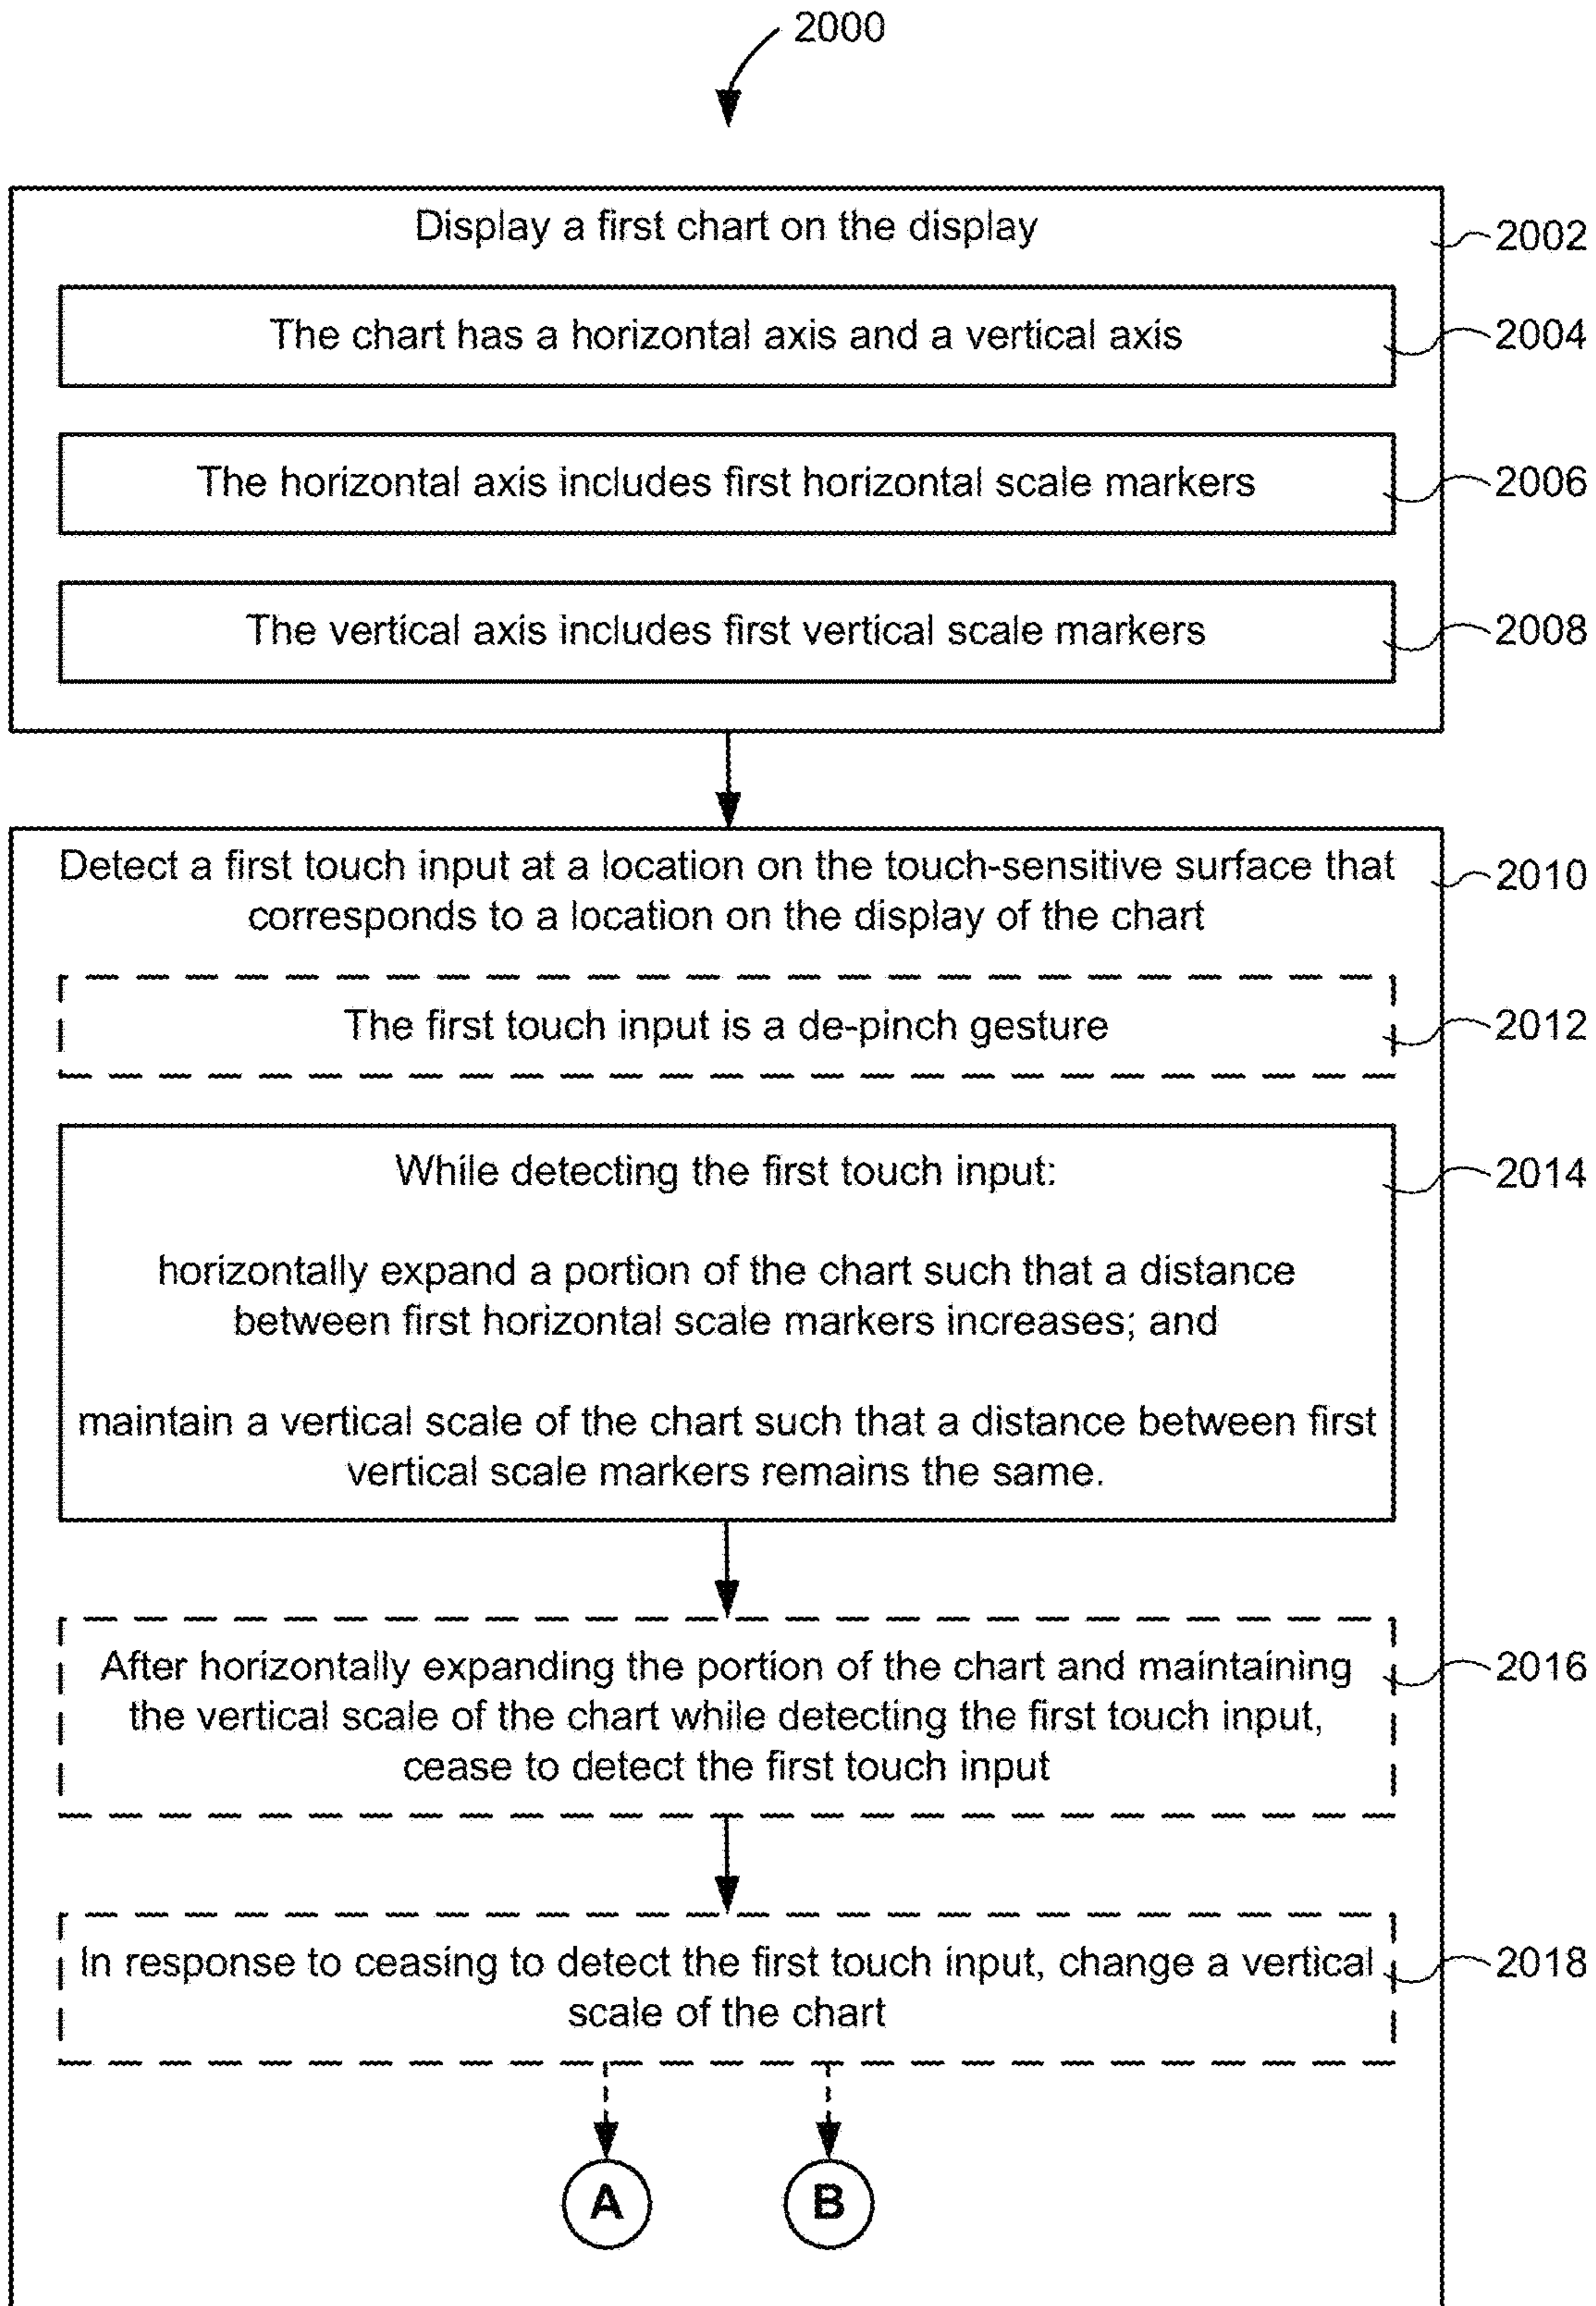 2000
Display a first chart on the display
2002
The chart has a horizontal axis and a vertical axis
2004
The horizontal axis includes first horizontal scale markers
2006
The vertical axis includes first vertical scale markers
2008
Detect a first touch input at a location on the touch-sensitive surface that
corresponds to a location on the display of the chart
2010
The first touch input is a de-pinch gesture
2012
While detecting the first touch input:
2014
horizontally expand a portion of the chart such that a distance
between first horizontal scale markers increases; and
maintain a vertical scale of the chart such that a distance between first
vertical scale markers remains the same.
After horizontally expanding the portion of the chart and maintaining
the vertical scale of the chart while detecting the first touch input,
cease to detect the first touch input
2016
In response to ceasing to detect the first touch input, change a vertical
scale of the chart
2018
A
B